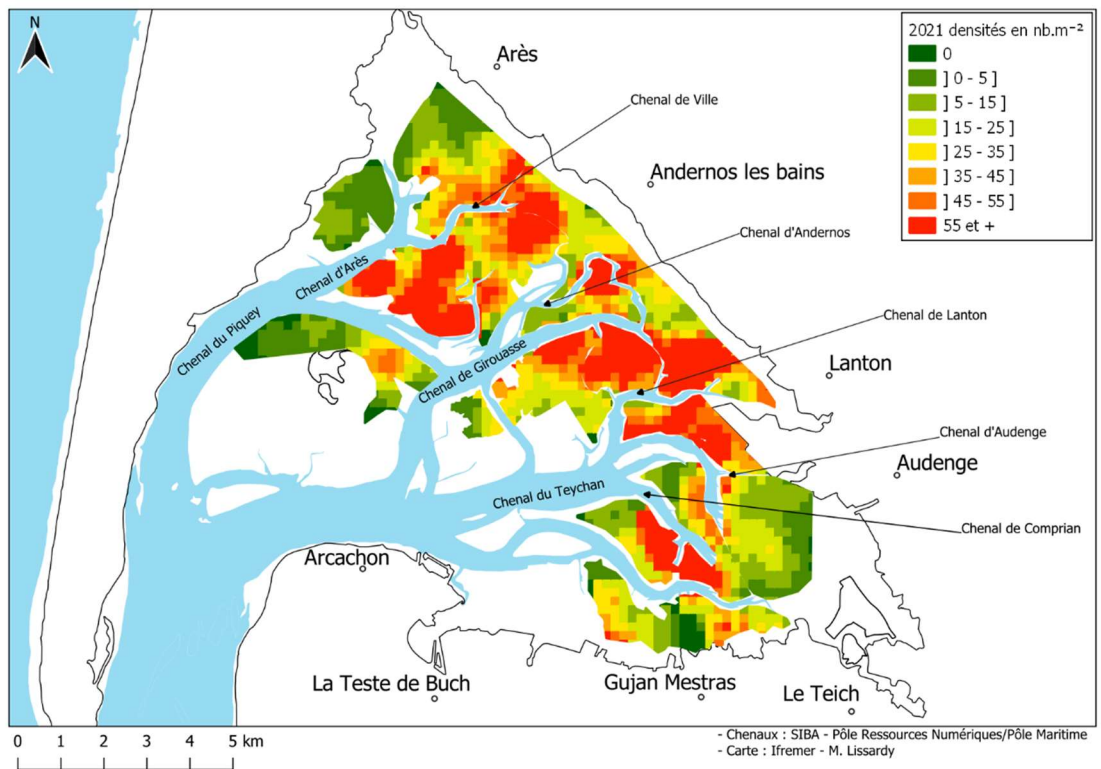 N
2021 densités en nb.m⁻²
0
] 0 - 5 ]
] 5 - 15 ]
] 15 - 25 ]
] 25 - 35 ]
] 35 - 45 ]
] 45 - 55 ]
55 et +
Arès
Chenal de Ville
Andernos les bains
Chenal d'Andernos
Chenal d'Arès
Chenal du Piquey
Chenal de Lanton
Chenal de Girouasse
Lanton
Chenal d'Audenge
Audenge
Chenal du Teychan
Chenal de Comprian
Arcachon
La Teste de Buch
Gujan Mestras
Le Teich
0 1 2 3 4 5 km
- Chenaux : SIBA - Pôle Ressources Numériques/Pôle Maritime
- Carte : Ifremer - M. Lissardy